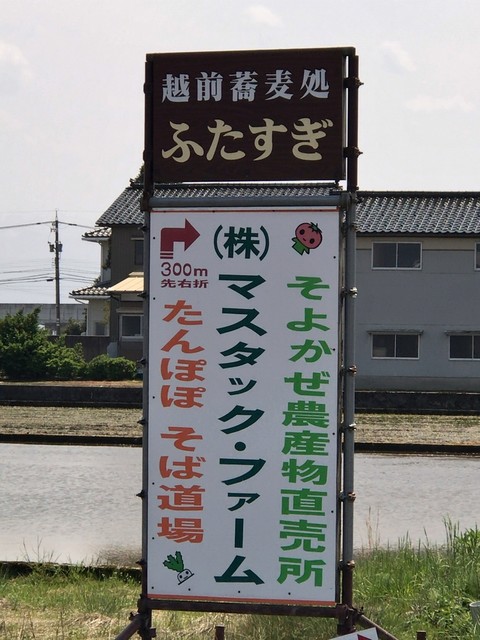 越前蕎麦処
ふたすぎ
そよかぜ農産物直売所
(株)マスタック・ファーム
300m
先右折
たんぽぽ そば道場